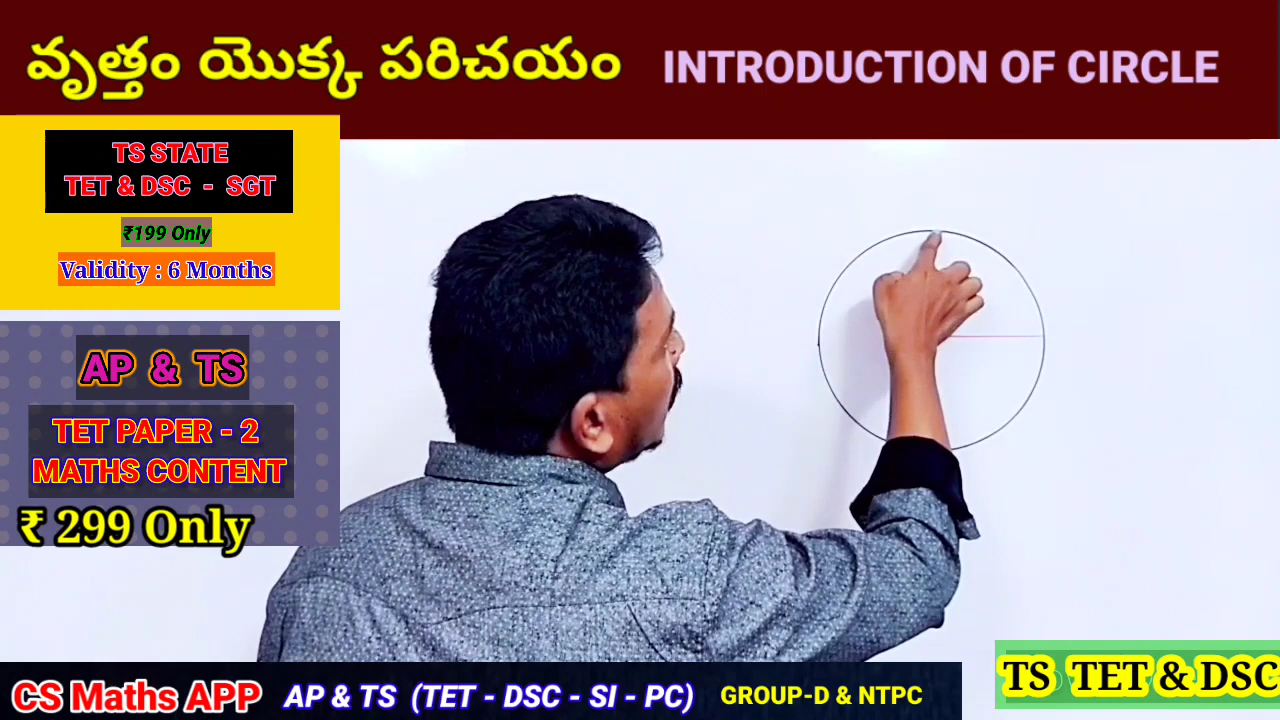 వృత్తం యొక్క పరిచయం INTRODUCTION OF CIRCLE
TS STATE
TET & DSC - SGT
₹199 Only
Validity : 6 Months
AP & TS
TET PAPER - 2
MATHS CONTENT
₹ 299 Only
CS Maths APP AP & TS (TET - DSC - SI - PC) GROUP-D & NTPC
TS TET & DSC